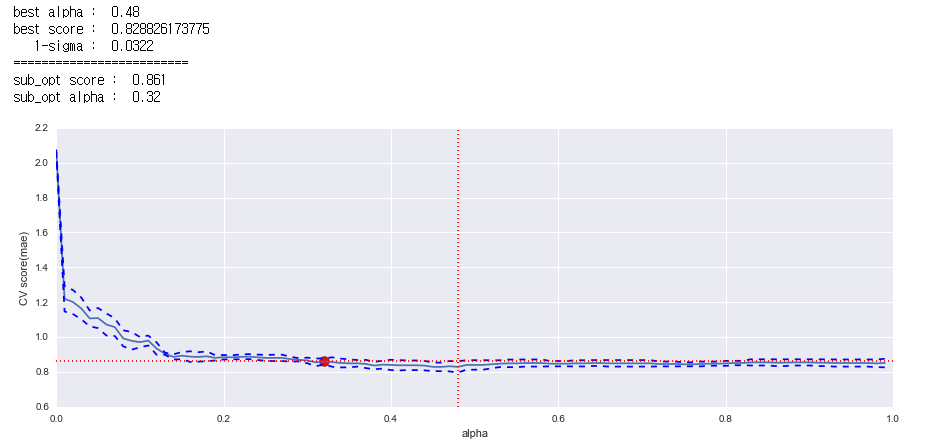 best alpha :  0.48
best score :  0.828826173775
1-sigma :  0.0322
=========================
sub_opt score :  0.861
sub_opt alpha :  0.32
2.2
2.0
1.8
1.6
1.4
1.2
1.0
0.8
0.6
CV score(mae)
0.0 0.2 0.4 0.6 0.8 1.0
alpha